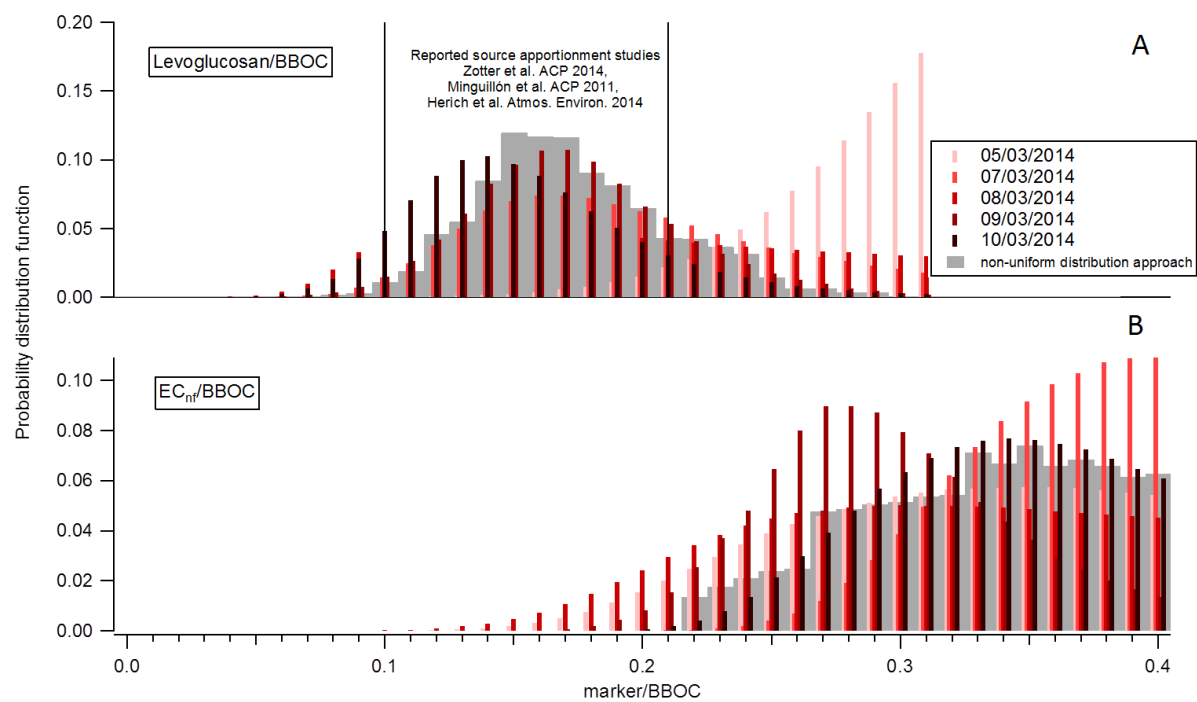 Levoglucosan/BBOC
Reported source apportionment studies
Zotter et al. ACP 2014,
Minguillón et al. ACP 2011,
Herich et al. Atmos. Environ. 2014
A
0.20
0.15
0.10
0.05
0.00
05/03/2014
07/03/2014
08/03/2014
09/03/2014
10/03/2014
non-uniform distribution approach
Probability distribution function
B
ECnf/BBOC
0.10
0.08
0.06
0.04
0.02
0.00
0.0 0.1 0.2 0.3 0.4
marker/BBOC